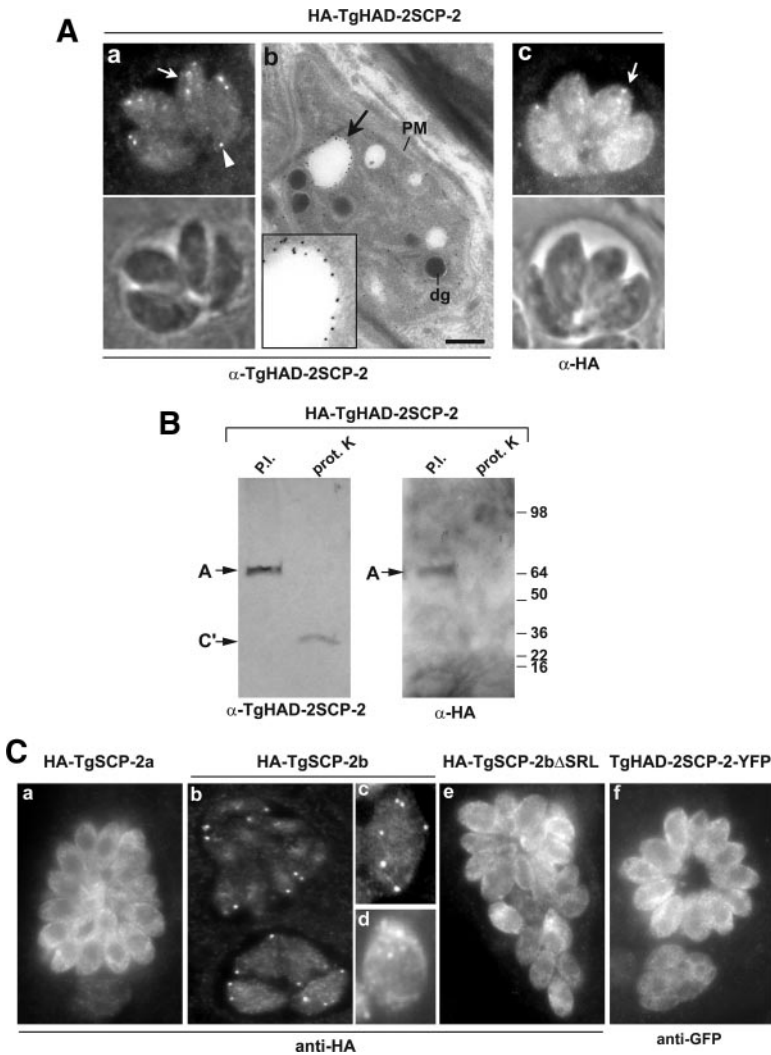 HA-TgHAD-2SCP-2
A
a
b
c
PM
dg
α-TgHAD-2SCP-2
α-HA
B
HA-TgHAD-2SCP-2
P.I.
prot. K
P.I.
prot. K
98
A
A
64
50
C'
36
22
16
α-TgHAD-2SCP-2
α-HA
C
HA-TgSCP-2a
HA-TgSCP-2b
HA-TgSCP-2bΔSRL
TgHAD-2SCP-2-YFP
a
b
c
d
e
f
anti-HA
anti-GFP